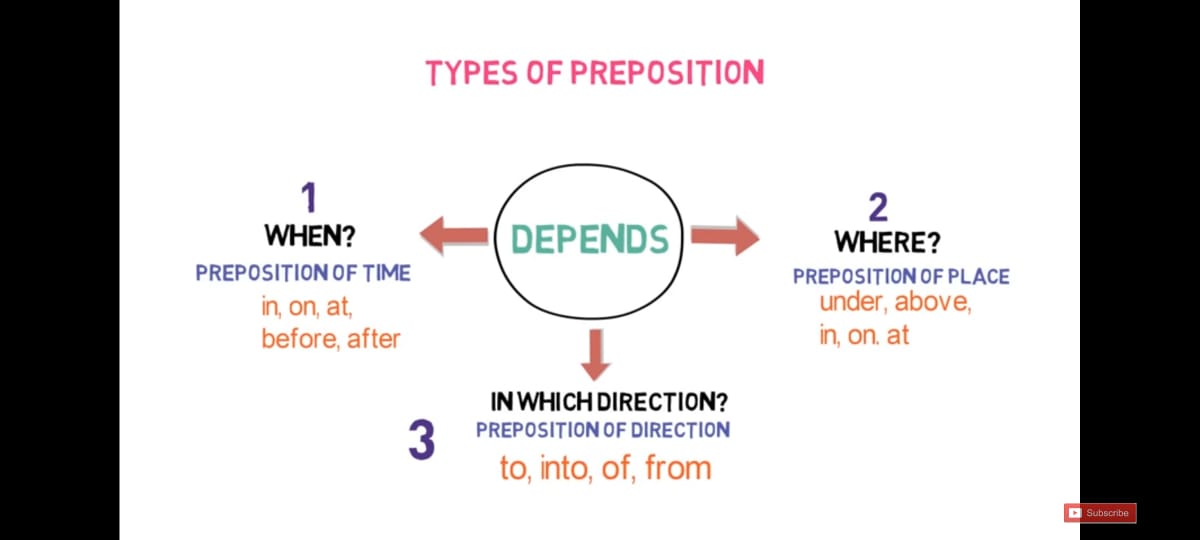 TYPES OF PREPOSITION
DEPENDS
1
WHEN?
PREPOSITION OF TIME
in, on, at,
before, after
2
WHERE?
PREPOSITION OF PLACE
under, above,
in, on. at
3
IN WHICH DIRECTION?
PREPOSITION OF DIRECTION
to, into, of, from
Subscribe